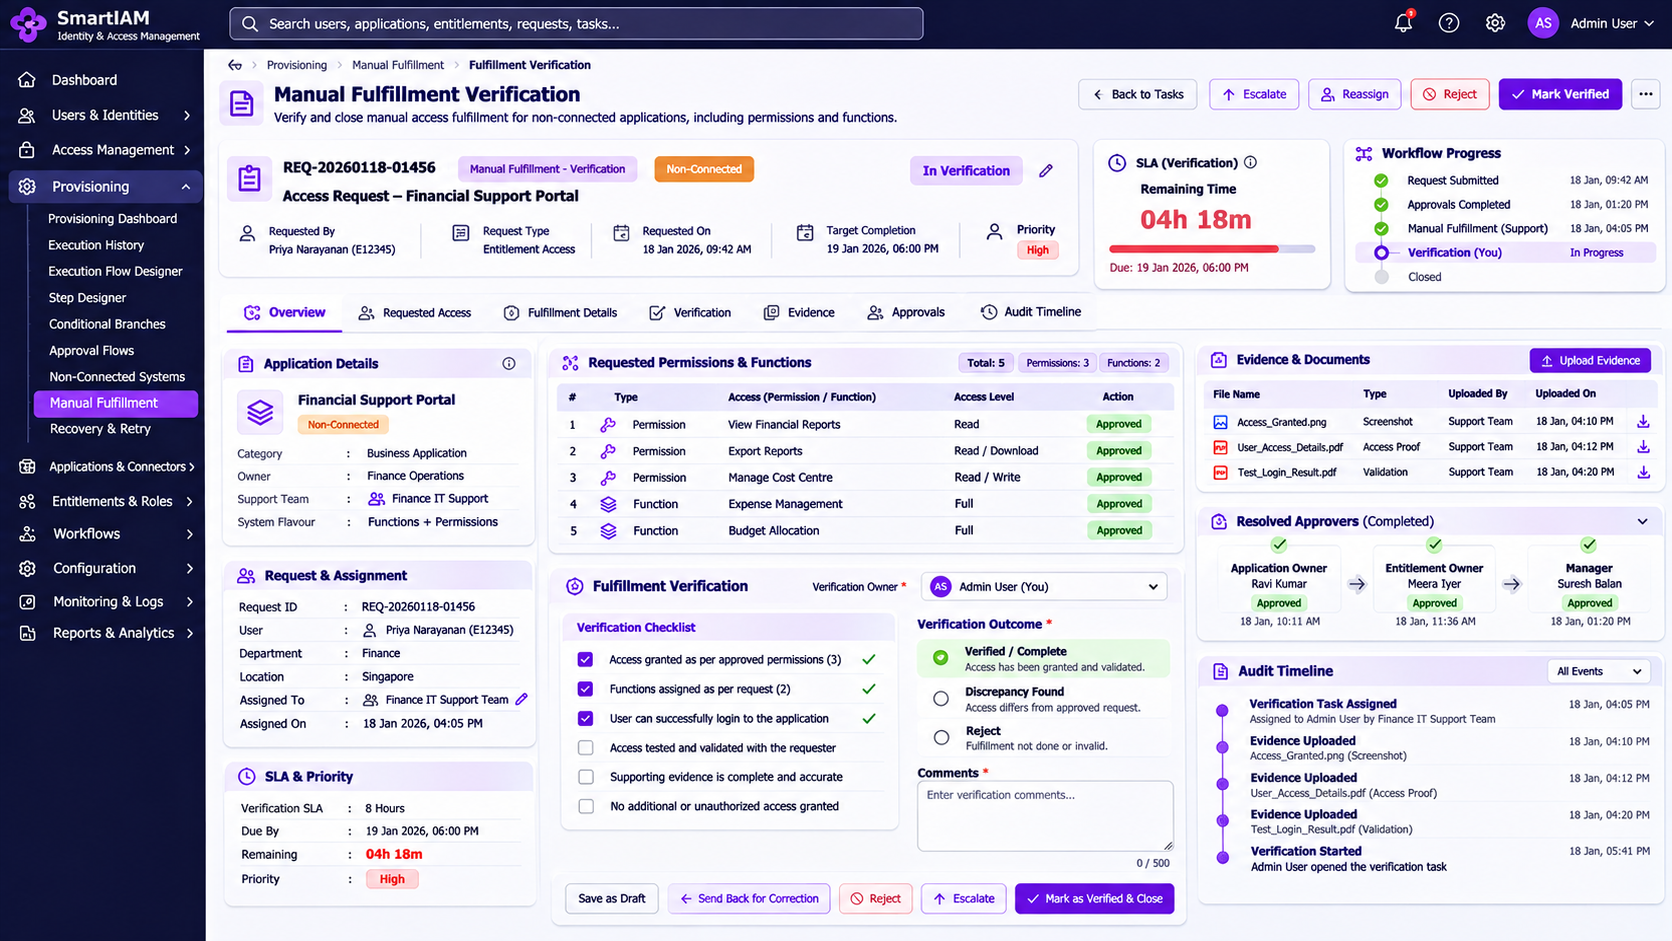 SmartIAM
Identity & Access Management
Search users, applications, entitlements, requests, tasks...
AS
Admin User
Dashboard
Users & Identities
Access Management
Provisioning
Provisioning Dashboard
Execution History
Execution Flow Designer
Step Designer
Conditional Branches
Approval Flows
Non-Connected Systems
Manual Fulfillment
Recovery & Retry
Applications & Connectors
Entitlements & Roles
Workflows
Configuration
Monitoring & Logs
Reports & Analytics
Provisioning > Manual Fulfillment > Fulfillment Verification
Manual Fulfillment Verification
Verify and close manual access fulfillment for non-connected applications, including permissions and functions.
Back to Tasks
Escalate
Reassign
Reject
Mark Verified
REQ-20260118-01456
Manual Fulfillment - Verification
Non-Connected
In Verification
Access Request – Financial Support Portal
Requested By
Priya Narayanan (E12345)
Request Type
Entitlement Access
Requested On
18 Jan 2026, 09:42 AM
Target Completion
19 Jan 2026, 06:00 PM
Priority
High
SLA (Verification)
Remaining Time
04h 18m
Due: 19 Jan 2026, 06:00 PM
Workflow Progress
Request Submitted 18 Jan, 09:42 AM
Approvals Completed 18 Jan, 01:20 PM
Manual Fulfillment (Support) 18 Jan, 04:05 PM
Verification (You) In Progress
Closed
Overview
Requested Access
Fulfillment Details
Verification
Evidence
Approvals
Audit Timeline
Application Details
Financial Support Portal
Non-Connected
Category : Business Application
Owner : Finance Operations
Support Team : Finance IT Support
System Flavour : Functions + Permissions
Request & Assignment
Request ID : REQ-20260118-01456
User : Priya Narayanan (E12345)
Department : Finance
Location : Singapore
Assigned To : Finance IT Support Team
Assigned On : 18 Jan 2026, 04:05 PM
SLA & Priority
Verification SLA : 8 Hours
Due By : 19 Jan 2026, 06:00 PM
Remaining : 04h 18m
Priority : High
Requested Permissions & Functions
Total: 5
Permissions: 3
Functions: 2
# Type Access (Permission / Function) Access Level Action
1 Permission View Financial Reports Read Approved
2 Permission Export Reports Read / Download Approved
3 Permission Manage Cost Centre Read / Write Approved
4 Function Expense Management Full Approved
5 Function Budget Allocation Full Approved
Fulfillment Verification
Verification Owner *
AS Admin User (You)
Verification Checklist
Access granted as per approved permissions (3)
Functions assigned as per request (2)
User can successfully login to the application
Access tested and validated with the requester
Supporting evidence is complete and accurate
No additional or unauthorized access granted
Verification Outcome *
Verified / Complete
Access has been granted and validated.
Discrepancy Found
Access differs from approved request.
Reject
Fulfillment not done or invalid.
Comments *
Enter verification comments...
0 / 500
Save as Draft
Send Back for Correction
Reject
Escalate
Mark as Verified & Close
Evidence & Documents
Upload Evidence
File Name Type Uploaded By Uploaded On
Access_Granted.png Screenshot Support Team 18 Jan, 04:10 PM
User_Access_Details.pdf Access Proof Support Team 18 Jan, 04:12 PM
Test_Login_Result.pdf Validation Support Team 18 Jan, 04:20 PM
Resolved Approvers (Completed)
Application Owner
Ravi Kumar
Approved
18 Jan, 10:11 AM
Entitlement Owner
Meera Iyer
Approved
18 Jan, 11:36 AM
Manager
Suresh Balan
Approved
18 Jan, 01:20 PM
Audit Timeline
All Events
Verification Task Assigned 18 Jan, 04:05 PM
Assigned to Admin User by Finance IT Support Team
Evidence Uploaded 18 Jan, 04:10 PM
Access_Granted.png (Screenshot)
Evidence Uploaded 18 Jan, 04:12 PM
User_Access_Details.pdf (Access Proof)
Evidence Uploaded 18 Jan, 04:20 PM
Test_Login_Result.pdf (Validation)
Verification Started 18 Jan, 05:41 PM
Admin User opened the verification task